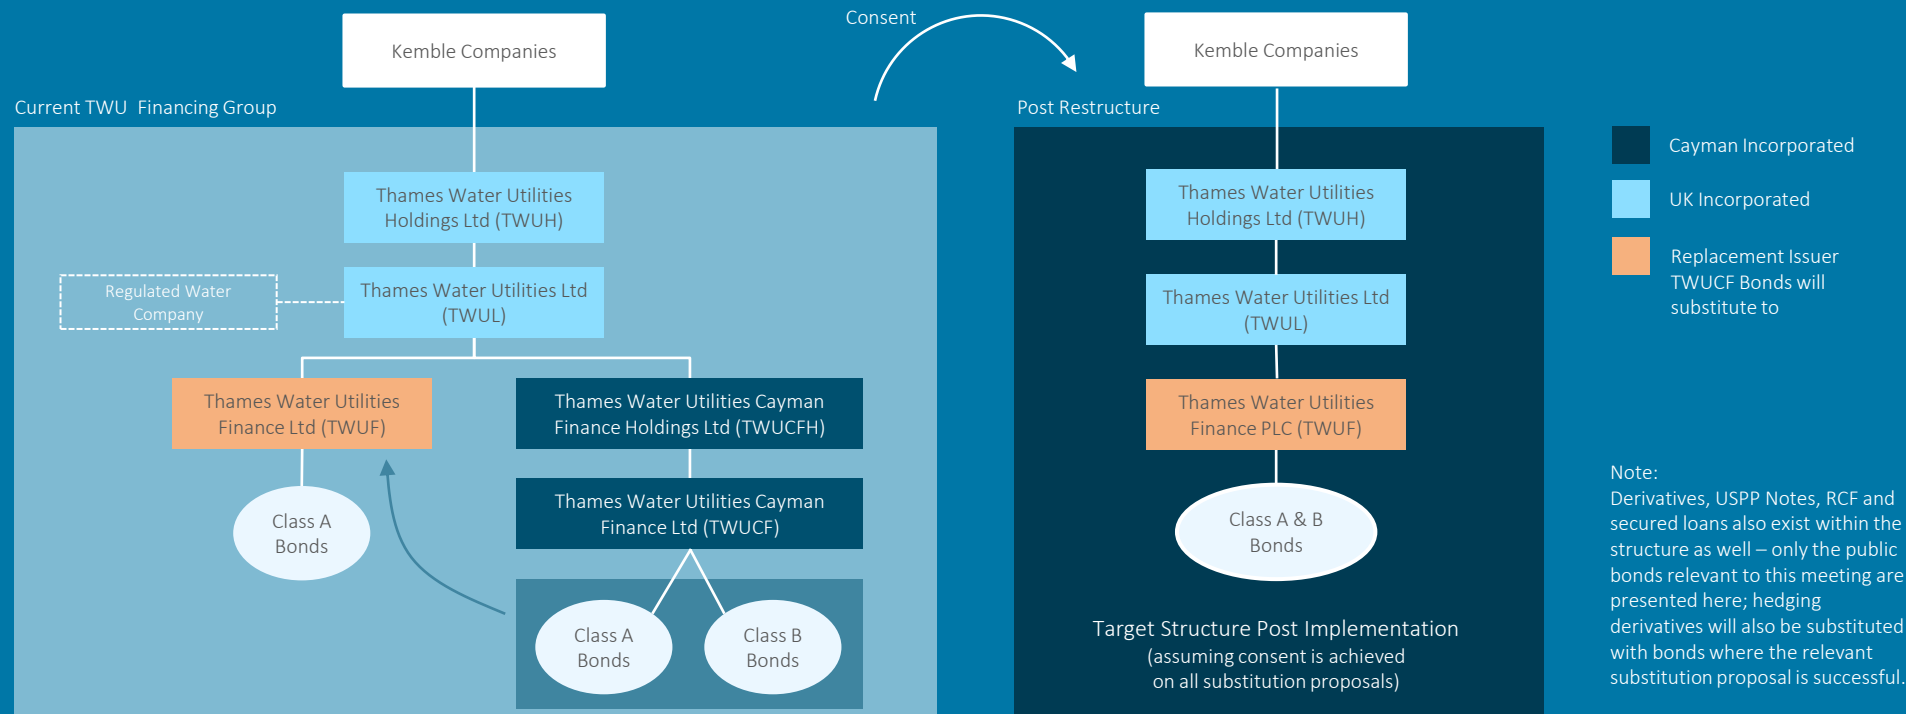 Consent
Kemble Companies
Current TWU  Financing Group
Thames Water Utilities
Holdings Ltd (TWUH)
Regulated Water
Company
Thames Water Utilities Ltd
(TWUL)
Thames Water Utilities
Finance Ltd (TWUF)
Thames Water Utilities Cayman
Finance Holdings Ltd (TWUCFH)
Class A
Bonds
Thames Water Utilities Cayman
Finance Ltd (TWUCF)
Class A
Bonds
Class B
Bonds
Kemble Companies
Post Restructure
Thames Water Utilities
Holdings Ltd (TWUH)
Thames Water Utilities Ltd
(TWUL)
Thames Water Utilities
Finance PLC (TWUF)
Class A & B
Bonds
Target Structure Post Implementation
(assuming consent is achieved
on all substitution proposals)
Cayman Incorporated
UK Incorporated
Replacement Issuer
TWUCF Bonds will
substitute to
Note:
Derivatives, USPP Notes, RCF and
secured loans also exist within the
structure as well – only the public
bonds relevant to this meeting are
presented here; hedging
derivatives will also be substituted
with bonds where the relevant
substitution proposal is successful.